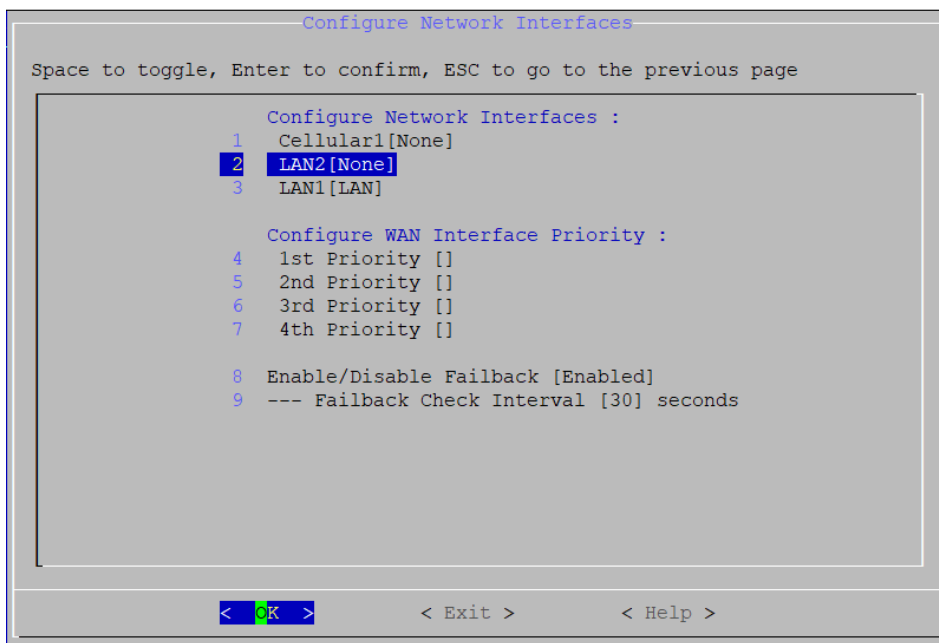 Configure Network Interfaces
Space to toggle, Enter to confirm, ESC to go to the previous page
Configure Network Interfaces :
1 Cellular1[None]
2 LAN2[None]
3 LAN1[LAN]
Configure WAN Interface Priority :
4 1st Priority []
5 2nd Priority []
6 3rd Priority []
7 4th Priority []
8 Enable/Disable Failback [Enabled]
9 --- Failback Check Interval [30] seconds
< OK > < Exit > < Help >